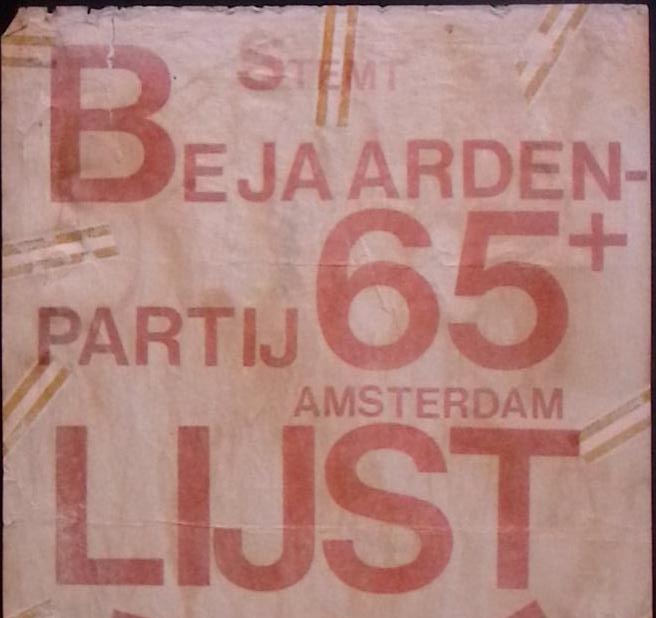 STEMT
BEJAARDEN-
65+
PARTIJ
AMSTERDAM
LIJST